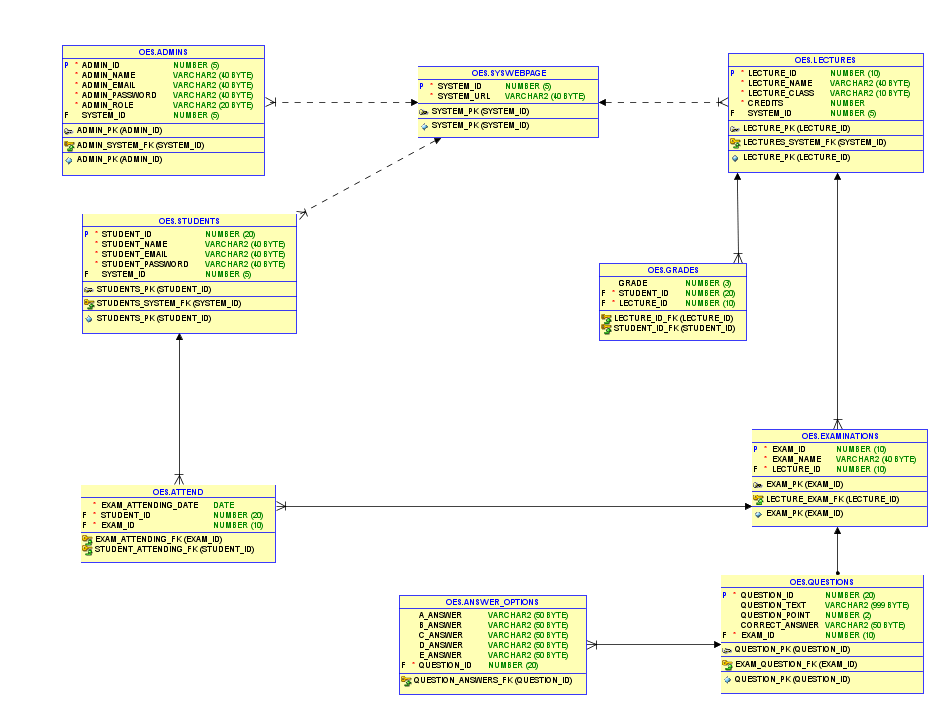 OES.ADMINS
P * ADMIN_ID NUMBER (5)
* ADMIN_NAME VARCHAR2 (40 BYTE)
* ADMIN_EMAIL VARCHAR2 (40 BYTE)
* ADMIN_PASSWORD VARCHAR2 (40 BYTE)
* ADMIN_ROLE VARCHAR2 (20 BYTE)
F SYSTEM_ID NUMBER (5)
ADMIN_PK (ADMIN_ID)
ADMIN_SYSTEM_FK (SYSTEM_ID)
ADMIN_PK (ADMIN_ID)
OES.SYSWEBPAGE
P * SYSTEM_ID NUMBER (5)
* SYSTEM_URL VARCHAR2 (40 BYTE)
SYSTEM_PK (SYSTEM_ID)
SYSTEM_PK (SYSTEM_ID)
OES.LECTURES
P * LECTURE_ID NUMBER (10)
* LECTURE_NAME VARCHAR2 (40 BYTE)
* LECTURE_CLASS VARCHAR2 (40 BYTE)
* CREDITS NUMBER
F SYSTEM_ID NUMBER (5)
LECTURE_PK (LECTURE_ID)
LECTURES_SYSTEM_FK (SYSTEM_ID)
LECTURE_PK (LECTURE_ID)
OES.STUDENTS
P * STUDENT_ID NUMBER (20)
* STUDENT_NAME VARCHAR2 (40 BYTE)
* STUDENT_EMAIL VARCHAR2 (40 BYTE)
* STUDENT_PASSWORD VARCHAR2 (40 BYTE)
F SYSTEM_ID NUMBER (5)
STUDENTS_PK (STUDENT_ID)
STUDENTS_SYSTEM_FK (SYSTEM_ID)
STUDENTS_PK (STUDENT_ID)
OES.GRADES
GRADE NUMBER (3)
F * STUDENT_ID NUMBER (20)
F * LECTURE_ID NUMBER (10)
LECTURE_ID_FK (LECTURE_ID)
STUDENT_ID_FK (STUDENT_ID)
OES.EXAMINATIONS
P * EXAM_ID NUMBER (10)
* EXAM_NAME VARCHAR2 (40 BYTE)
F * LECTURE_ID NUMBER (10)
EXAM_PK (EXAM_ID)
LECTURE_EXAM_FK (LECTURE_ID)
EXAM_PK (EXAM_ID)
OES.ATTEND
* EXAM_ATTENDING_DATE DATE
F * STUDENT_ID NUMBER (20)
F * EXAM_ID NUMBER (10)
EXAM_ATTENDING_FK (EXAM_ID)
STUDENT_ATTENDING_FK (STUDENT_ID)
OES.QUESTIONS
P * QUESTION_ID NUMBER (20)
QUESTION_TEXT VARCHAR2 (999 BYTE)
QUESTION_POINT NUMBER (2)
CORRECT_ANSWER VARCHAR2 (50 BYTE)
F * EXAM_ID NUMBER (10)
QUESTION_PK (QUESTION_ID)
EXAM_QUESTION_FK (EXAM_ID)
QUESTION_PK (QUESTION_ID)
OES.ANSWER_OPTIONS
A_ANSWER VARCHAR2 (50 BYTE)
B_ANSWER VARCHAR2 (50 BYTE)
C_ANSWER VARCHAR2 (50 BYTE)
D_ANSWER VARCHAR2 (50 BYTE)
E_ANSWER VARCHAR2 (50 BYTE)
F * QUESTION_ID NUMBER (20)
QUESTION_ANSWERS_FK (QUESTION_ID)